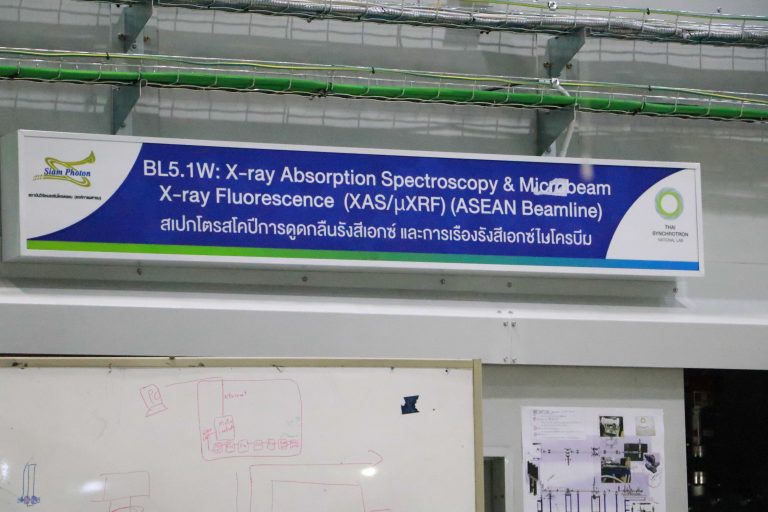 Siam Photon
BL5.1W: X-ray Absorption Spectroscopy & Microbeam
X-ray Fluorescence (XAS/μXRF) (ASEAN Beamline)
สเปกโตรสโคปีการดูดกลืนรังสีเอกซ์ และการเรืองรังสีเอกซ์ไมโครบีม
THAI
SYNCHROTRON
NATIONAL LAB